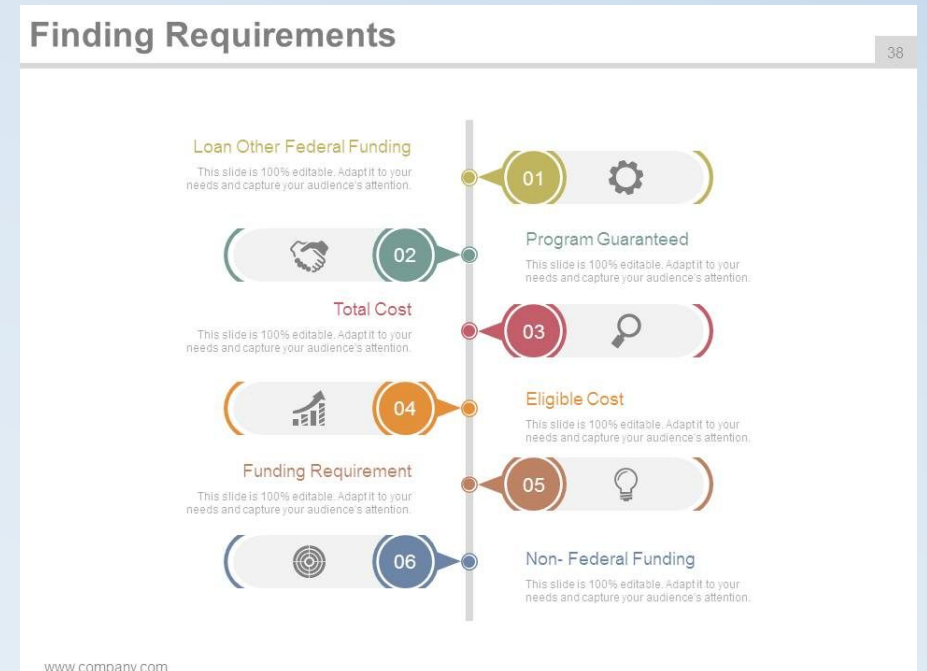 Finding Requirements
38
Loan Other Federal Funding
This slide is 100% editable. Adapt it to your
needs and capture your audience's attention.
01
02
Program Guaranteed
This slide is 100% editable. Adapt it to your
needs and capture your audience's attention.
Total Cost
This slide is 100% editable. Adapt it to your
needs and capture your audience's attention.
03
04
Eligible Cost
This slide is 100% editable. Adapt it to your
needs and capture your audience's attention.
Funding Requirement
This slide is 100% editable. Adapt it to your
needs and capture your audience's attention.
05
06
Non- Federal Funding
This slide is 100% editable. Adapt it to your
needs and capture your audience's attention.
www.company.com